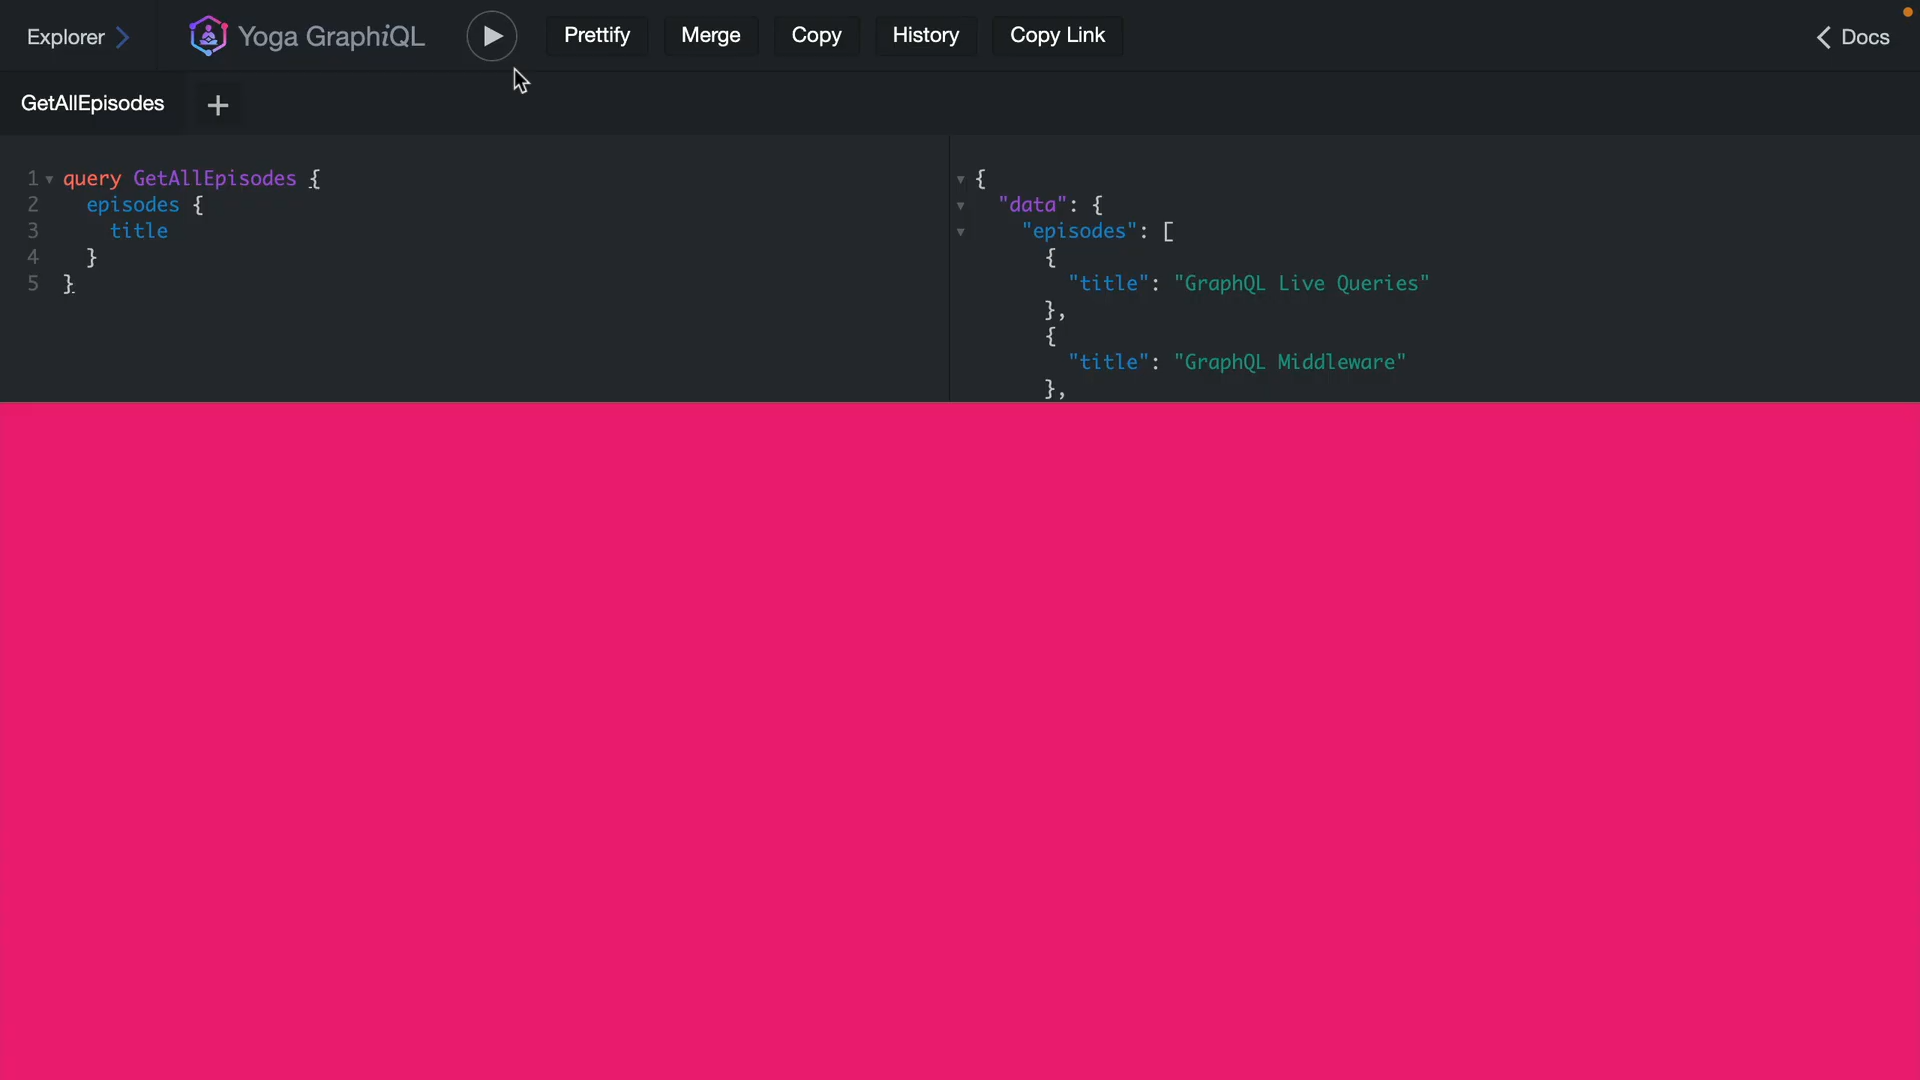 Explorer
Yoga GraphiQL
Prettify
Merge
Copy
History
Copy Link
Docs
GetAllEpisodes
1 query GetAllEpisodes {
2 episodes {
3 title
4 }
5 }
{
"data": {
"episodes": [
{
"title": "GraphQL Live Queries"
},
{
"title": "GraphQL Middleware"
},